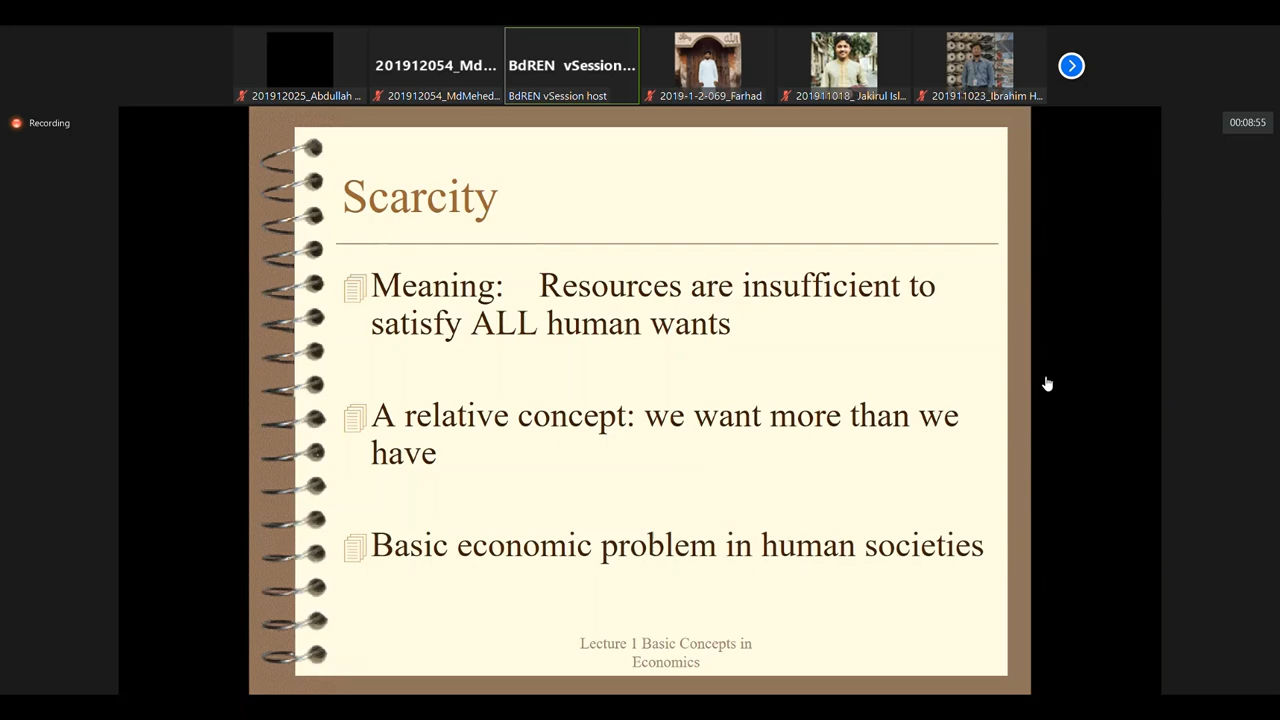 201912054_Md...
BdREN vSession...
201912025_Abdullah ...
201912054_MdMehed...
BdREN vSession host
2019-1-2-069_Farhad
201911018_ Jakirul Isl...
201911023_Ibrahim H...
Recording
00:08:55
Scarcity
Meaning: Resources are insufficient to
satisfy ALL human wants
A relative concept: we want more than we
have
Basic economic problem in human societies
Lecture 1 Basic Concepts in
Economics